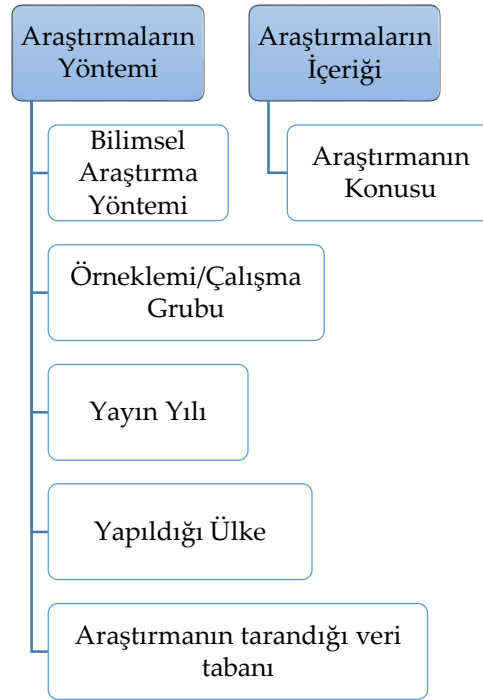 Araştırmaların
Yöntemi
Bilimsel
Araştırma
Yöntemi
Örneklemi/Çalışma
Grubu
Yayın Yılı
Yapıldığı Ülke
Araştırmanın tarandığı veri
tabanı
Araştırmaların
İçeriği
Araştırmanın
Konusu